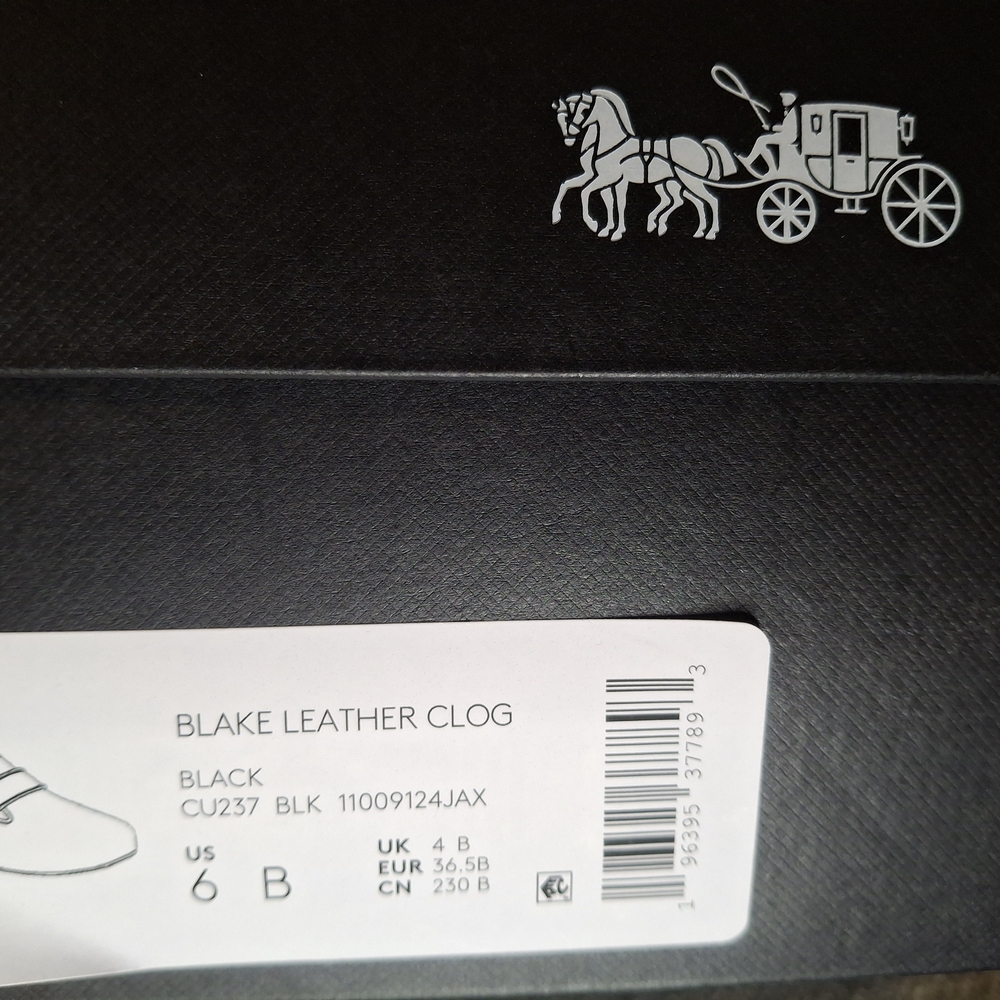 BLAKE LEATHER CLOG
BLACK
CU237 BLK 11009124JAX
US
6 B
UK 4 B
EUR 36.5B
CN 230 B
1 96395 37789 3